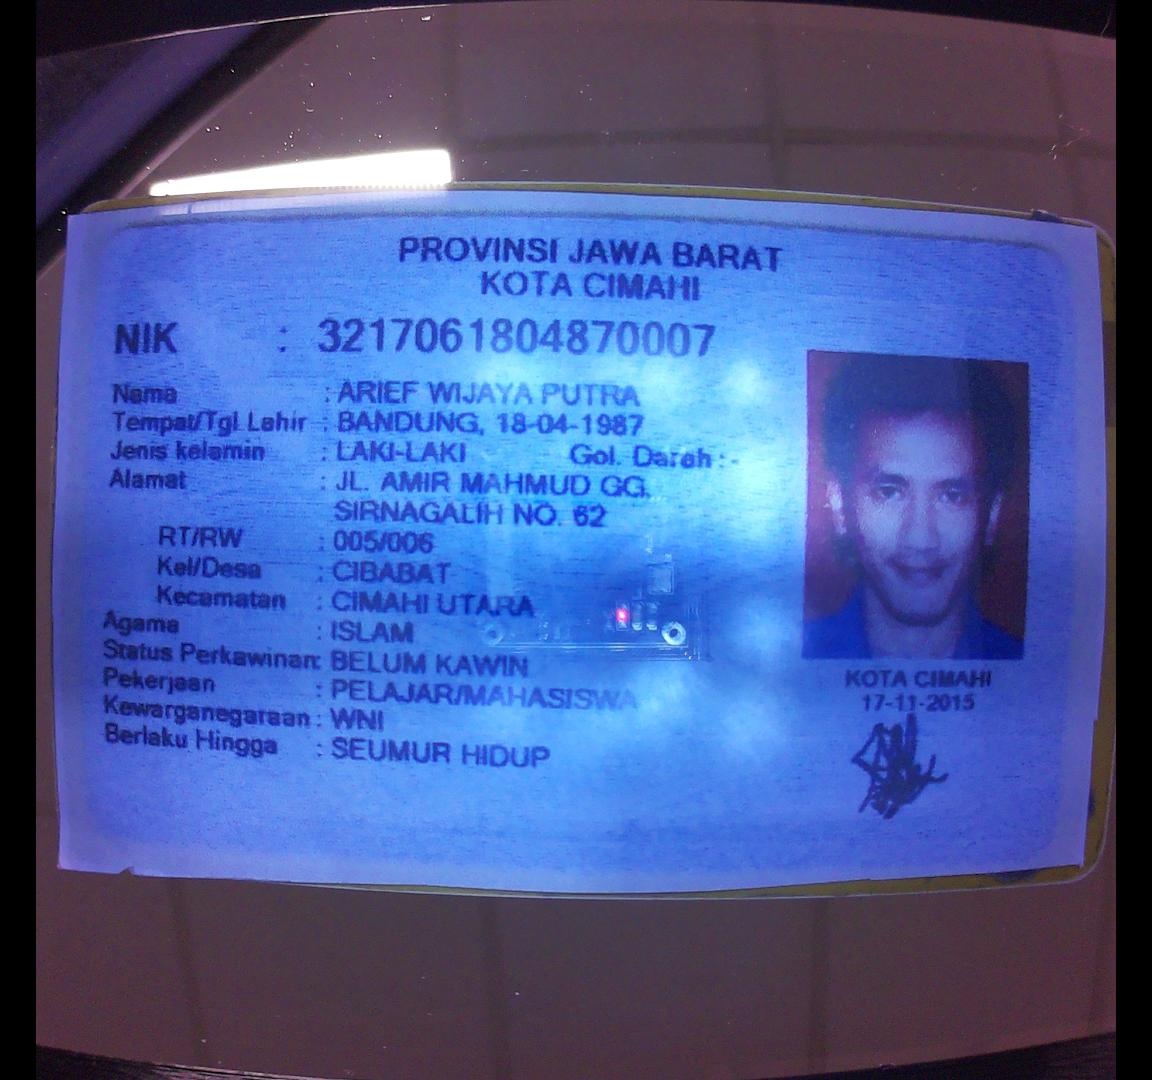 PROVINSI JAWA BARAT
KOTA CIMAHI
NIK : 3217061804870007
Nama : ARIEF WIJAYA PUTRA
Tempat/Tgl Lahir : BANDUNG, 18-04-1987
Jenis kelamin : LAKI-LAKI Gol. Darah : -
Alamat : JL. AMIR MAHMUD GG.
SIRNAGALIH NO. 62
RT/RW : 005/006
Kel/Desa : CIBABAT
Kecamatan : CIMAHI UTARA
Agama : ISLAM
Status Perkawinan: BELUM KAWIN
Pekerjaan : PELAJAR/MAHASISWA
Kewarganegaraan : WNI
Berlaku Hingga : SEUMUR HIDUP
KOTA CIMAHI
17-11-2015